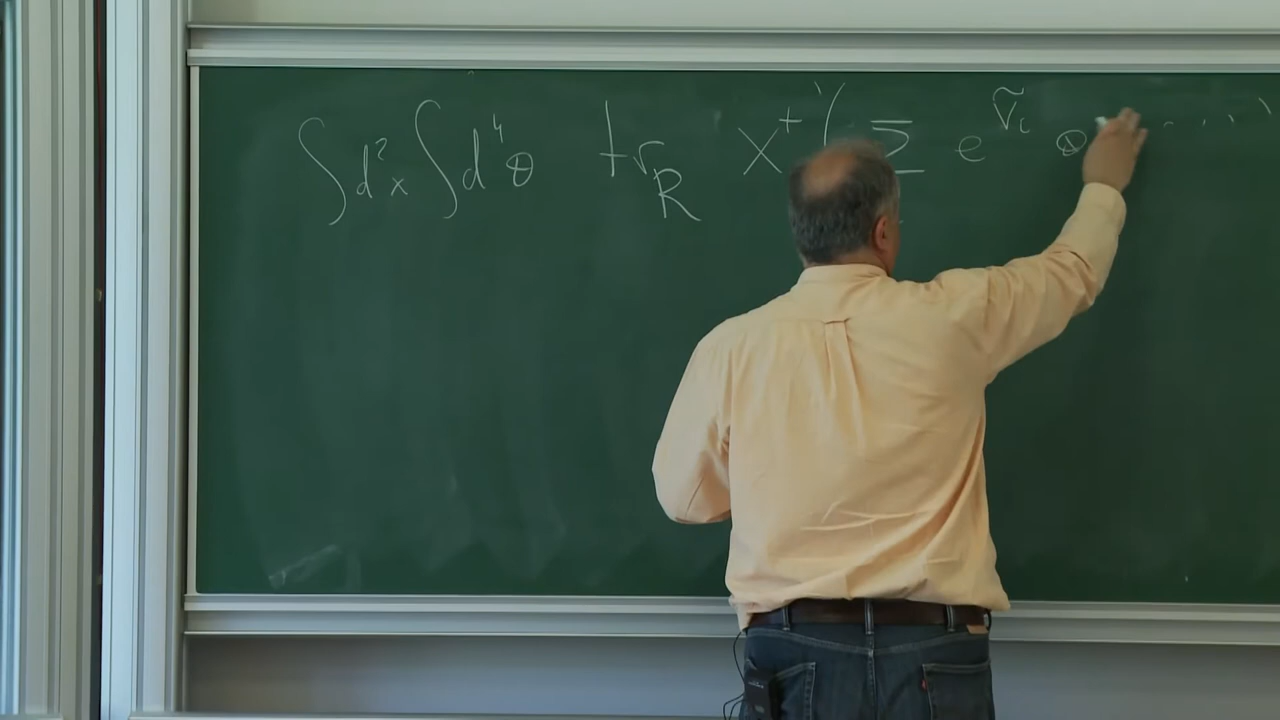 ∫d²x ∫d⁴θ tr_R X⁺ ( Σ e^{V_i} ⊗